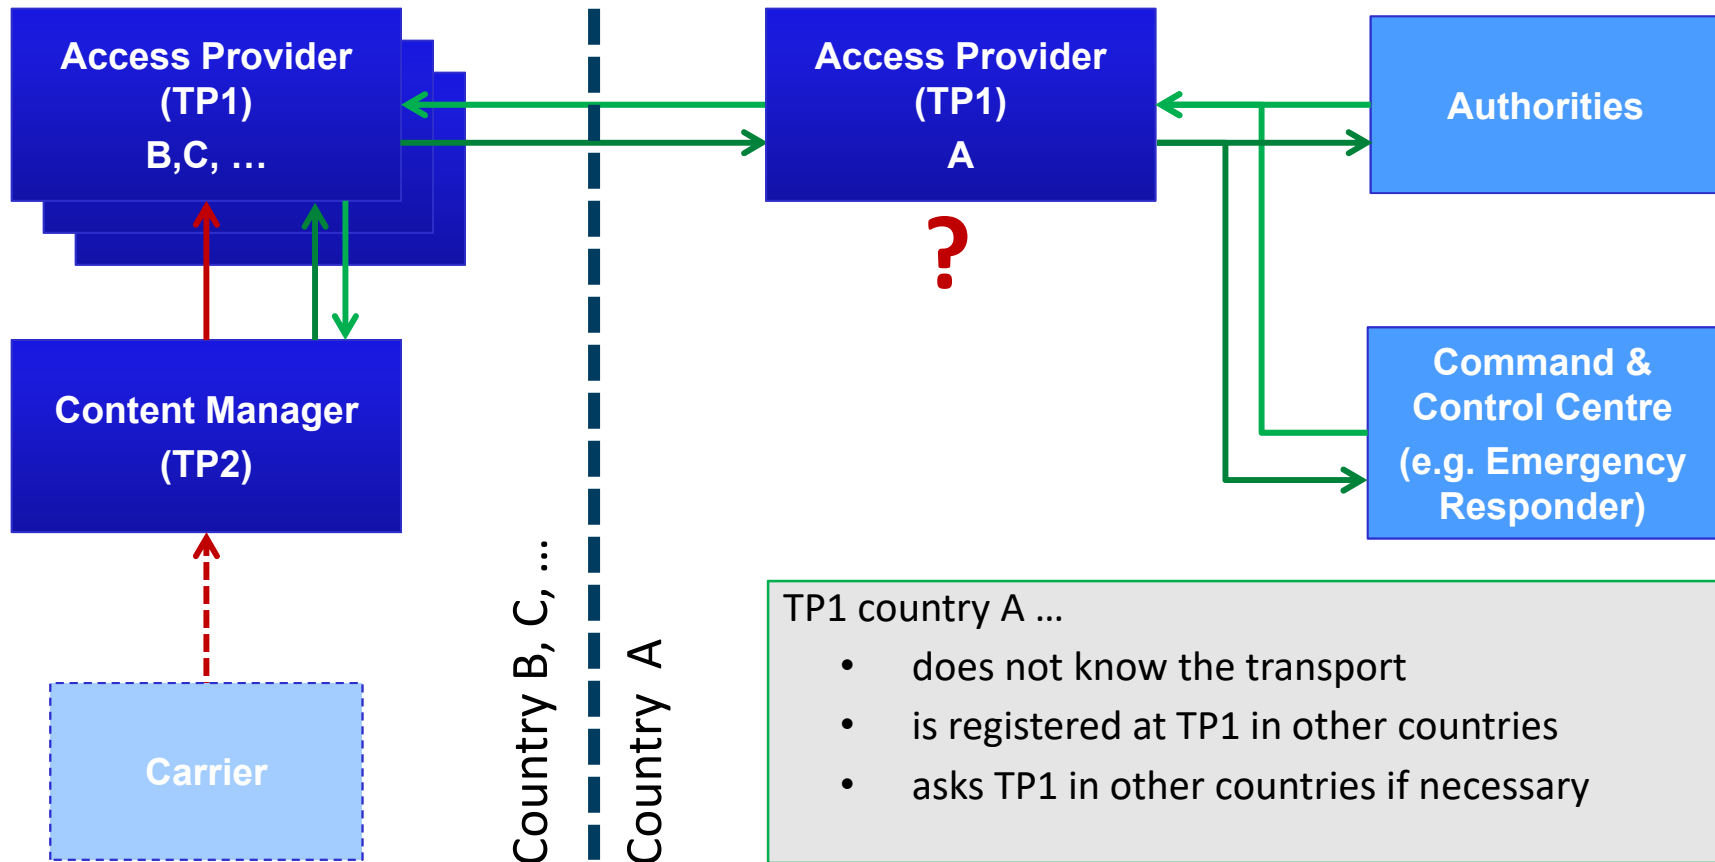 Access Provider
(TP1)
B,C, …
Access Provider
(TP1)
A
Authorities
?
Content Manager
(TP2)
Command &
Control Centre
(e.g. Emergency
Responder)
Carrier
Country B, C, …
Country A
TP1 country A …
• does not know the transport
• is registered at TP1 in other countries
• asks TP1 in other countries if necessary